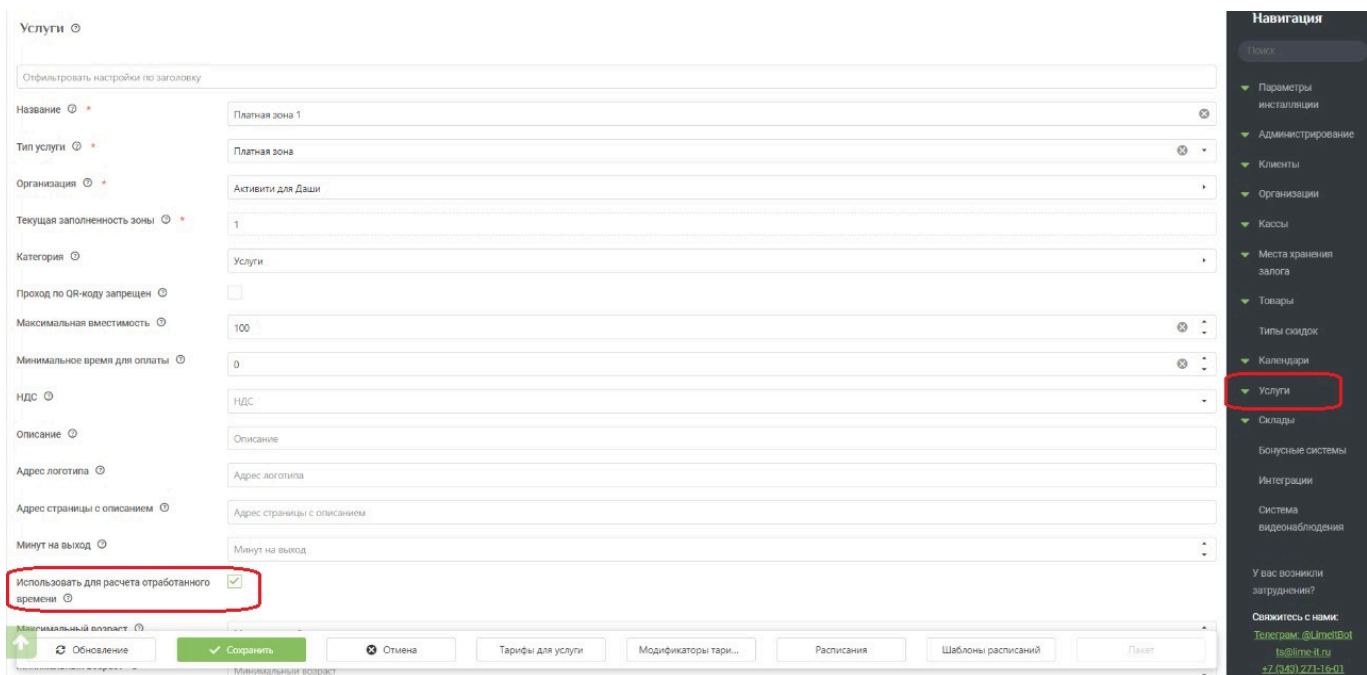 Услуги
Отфильтровать настройки по заголовку
Название *
Платная зона 1
Тип услуги *
Платная зона
Организация *
Активити для Даши
Текущая заполненность зоны *
1
Категория
Услуги
Проход по QR-коду запрещен
Максимальная вместимость
100
Минимальное время для оплаты
0
НДС
НДС
Описание
Описание
Адрес логотипа
Адрес логотипа
Адрес страницы с описанием
Адрес страницы с описанием
Минут на выход
Минут на выход
Использовать для расчета отработанного
времени
Максимальный возраст
Обновление
Сохранить
Отмена
Тарифы для услуги
Модификаторы тари...
Расписания
Шаблоны расписаний
Пакет
Минимальный возраст
Навигация
Поиск...
Параметры
инсталляции
Администрирование
Клиенты
Организации
Кассы
Места хранения
залога
Товары
Типы скидок
Календари
Услуги
Склады
Бонусные системы
Интеграции
Система
видеонаблюдения
У вас возникли
затруднения?
Свяжитесь с нами:
Телеграм: @LimeItBot
ts@lime-it.ru
+7 (343) 271-16-01